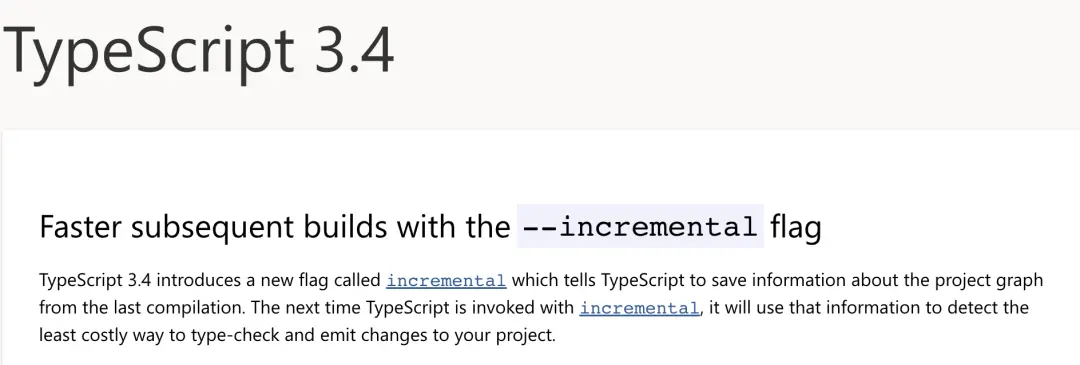 TypeScript 3.4
Faster subsequent builds with the --incremental flag
TypeScript 3.4 introduces a new flag called incremental which tells TypeScript to save information about the project graph
from the last compilation. The next time TypeScript is invoked with incremental, it will use that information to detect the
least costly way to type-check and emit changes to your project.